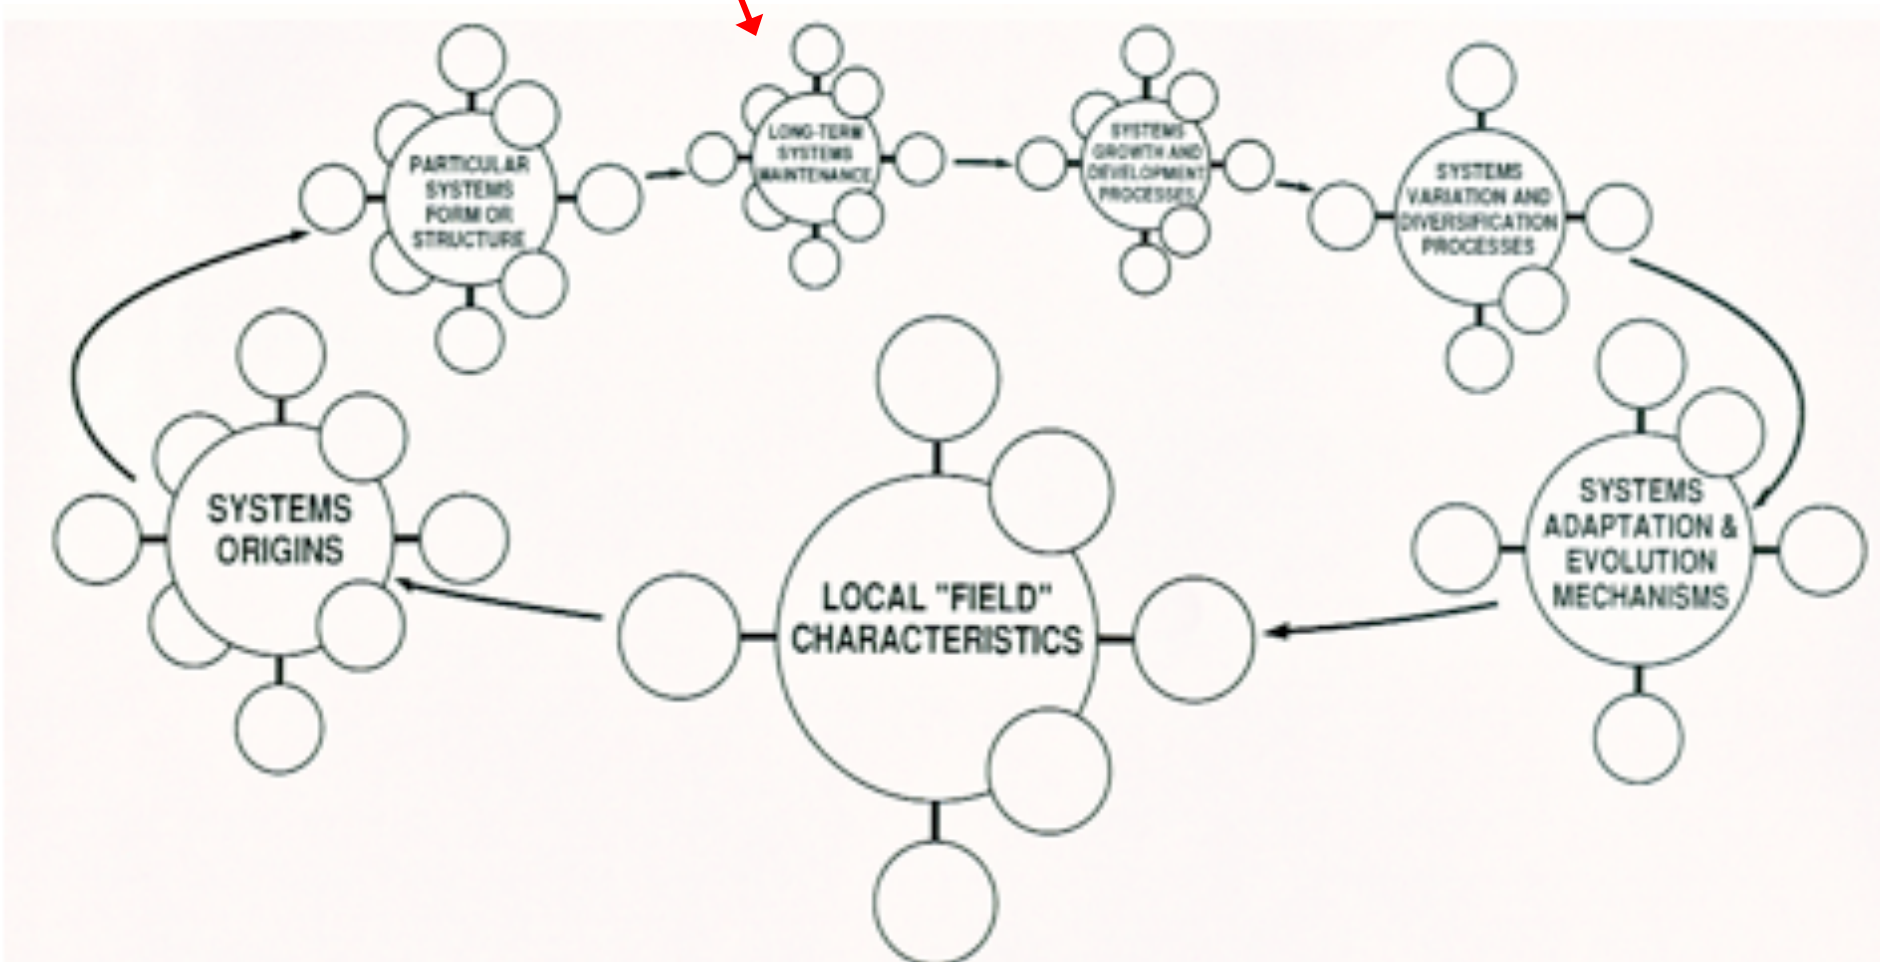 PARTICULAR
SYSTEMS
FORM OR
STRUCTURE
LONG-TERM
SYSTEMS
MAINTENANCE
SYSTEMS
GROWTH AND
DEVELOPMENT
PROCESSES
SYSTEMS
VARIATION AND
DIVERSIFICATION
PROCESSES
SYSTEMS
ORIGINS
LOCAL "FIELD"
CHARACTERISTICS
SYSTEMS
ADAPTATION &
EVOLUTION
MECHANISMS